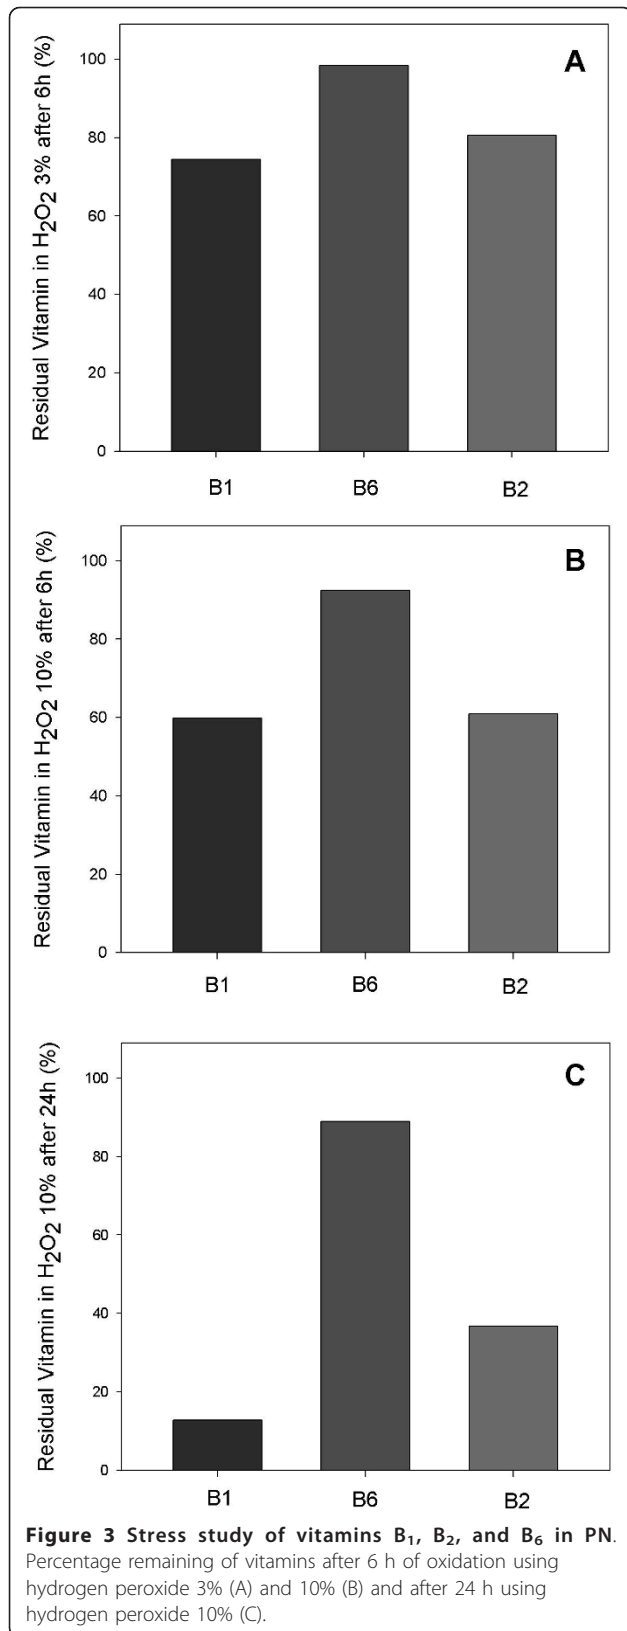 A
Residual Vitamin in H₂O₂ 3% after 6h (%)
100
80
60
40
20
0
B1 B6 B2
B
Residual Vitamin in H₂O₂ 10% after 6h (%)
100
80
60
40
20
0
B1 B6 B2
C
Residual Vitamin in H₂O₂ 10% after 24h (%)
100
80
60
40
20
0
B1 B6 B2
Figure 3 Stress study of vitamins B₁, B₂, and B₆ in PN.
Percentage remaining of vitamins after 6 h of oxidation using
hydrogen peroxide 3% (A) and 10% (B) and after 24 h using
hydrogen peroxide 10% (C).